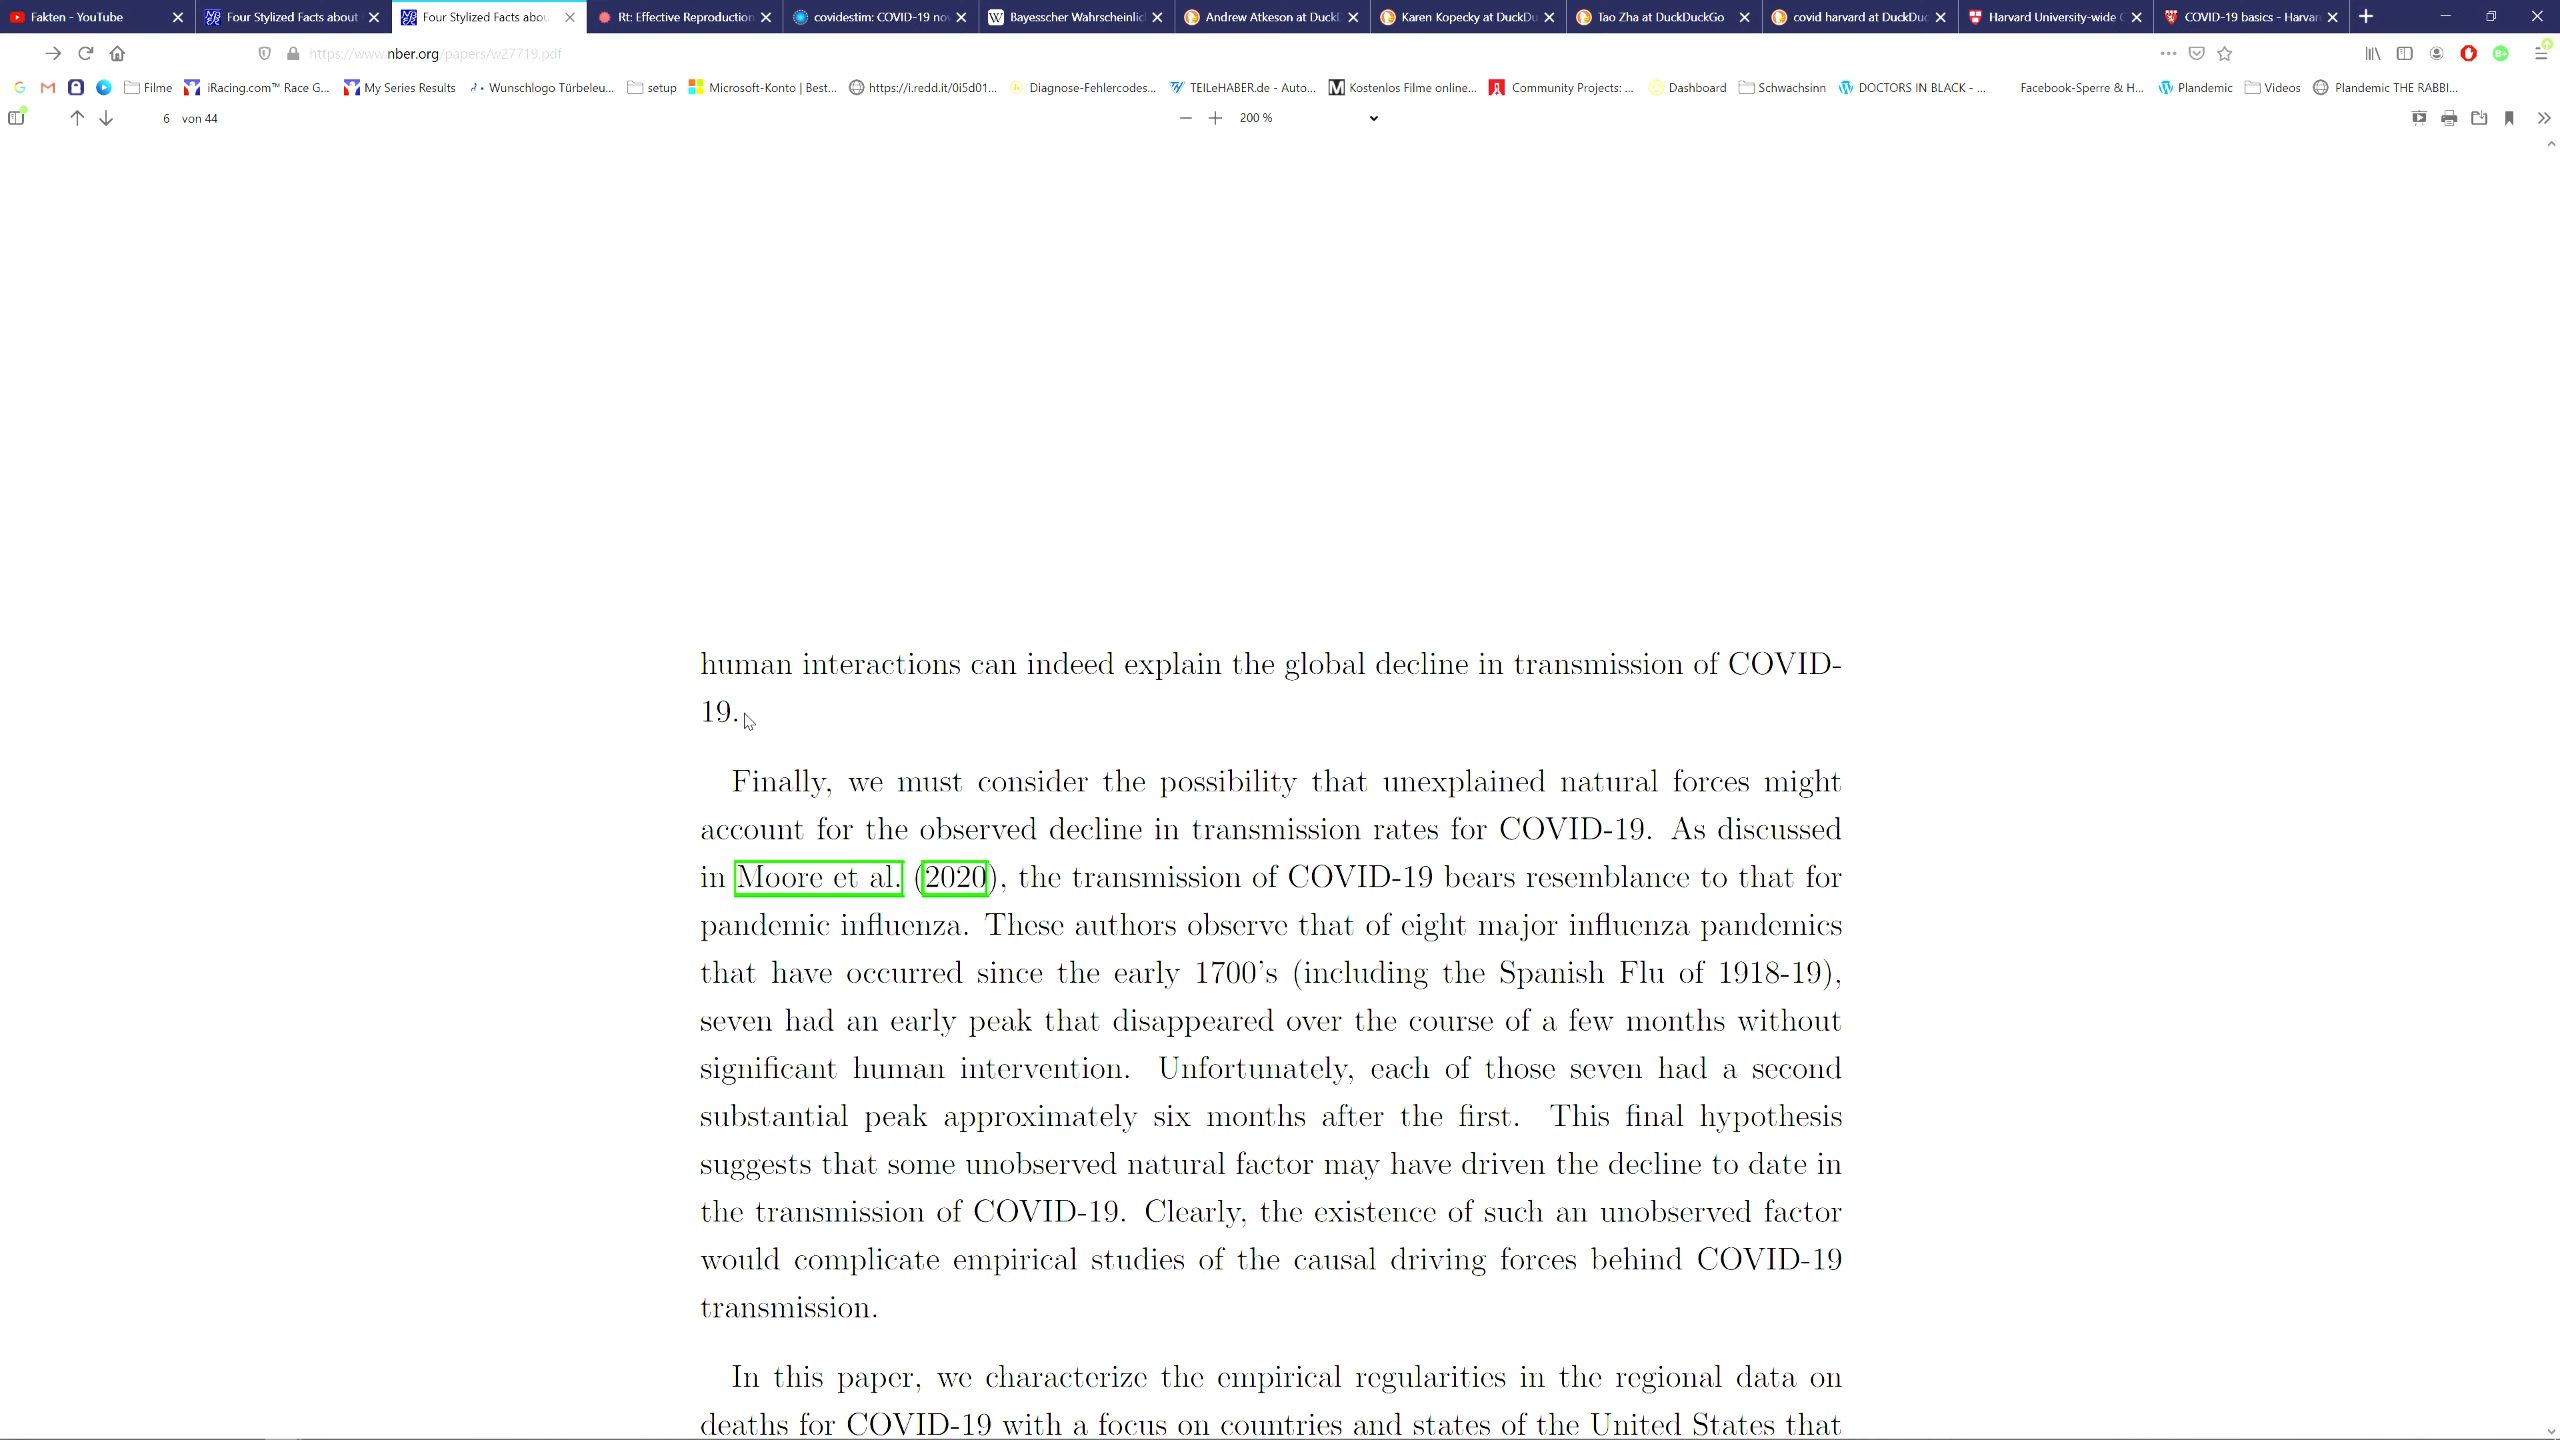 Fakten - YouTube
Four Stylized Facts about
Four Stylized Facts abou
Rt: Effective Reproduction
covidestim: COVID-19 no
Bayesscher Wahrscheinlic
Andrew Atkeson at Duck
Karen Kopecky at DuckDu
Tao Zha at DuckDuckGo
covid harvard at DuckDuc
Harvard University-wide
COVID-19 basics - Harvar
https://www.nber.org/papers/w27719.pdf
Filme
iRacing.com™ Race G...
My Series Results
Wunschlogo Türbeleu...
setup
Microsoft-Konto | Best...
https://i.redd.it/0i5d01...
Diagnose-Fehlercodes...
TEILeHABER.de - Auto...
Kostenlos Filme online...
Community Projects: ...
Dashboard
Schwachsinn
DOCTORS IN BLACK - ...
Facebook-Sperre & H...
Plandemic
Videos
Plandemic THE RABBI...
6 von 44
200 %
human interactions can indeed explain the global decline in transmission of COVID-
19.
Finally, we must consider the possibility that unexplained natural forces might
account for the observed decline in transmission rates for COVID-19. As discussed
in Moore et al. (2020), the transmission of COVID-19 bears resemblance to that for
pandemic influenza. These authors observe that of eight major influenza pandemics
that have occurred since the early 1700's (including the Spanish Flu of 1918-19),
seven had an early peak that disappeared over the course of a few months without
significant human intervention. Unfortunately, each of those seven had a second
substantial peak approximately six months after the first. This final hypothesis
suggests that some unobserved natural factor may have driven the decline to date in
the transmission of COVID-19. Clearly, the existence of such an unobserved factor
would complicate empirical studies of the causal driving forces behind COVID-19
transmission.
In this paper, we characterize the empirical regularities in the regional data on
deaths for COVID-19 with a focus on countries and states of the United States that